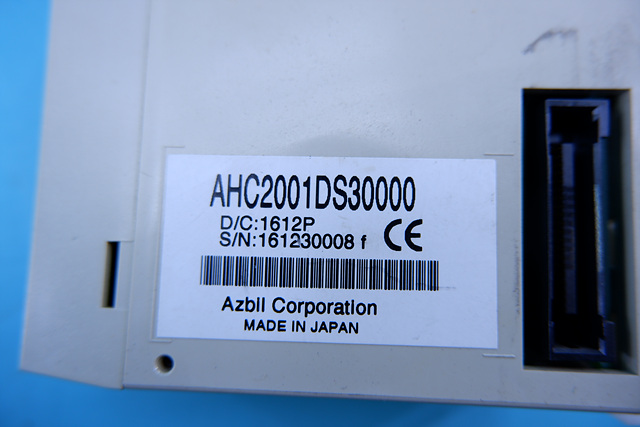 AHC2001DS30000
D/C:1612P
S/N:161230008 f
CE
Azbil Corporation
MADE IN JAPAN